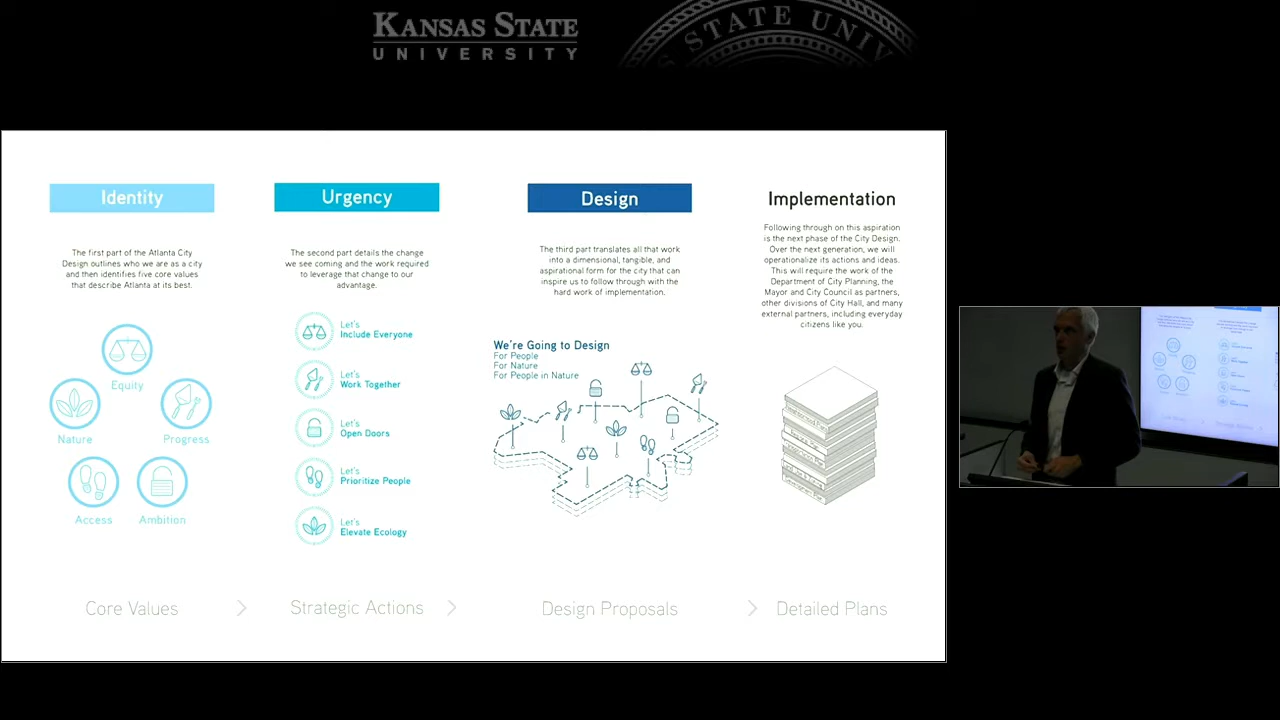 KANSAS STATE
UNIVERSITY
STATE UNIV
Identity
The first part of the Atlanta City
Design outlines who we are as a city
and then identifies five core values
that describe Atlanta at its best.
Equity
Nature
Progress
Access
Ambition
Core Values
Urgency
The second part details the change
we see coming and the work required
to leverage that change to our
advantage.
Let's
Include Everyone
Let's
Work Together
Let's
Open Doors
Let's
Prioritize People
Let's
Elevate Ecology
Strategic Actions
Design
The third part translates all that work
into a dimensional, tangible, and
aspirational form for the city that can
inspire us to follow through with the
hard work of implementation.
We're Going to Design
For People
For Nature
For People in Nature
Design Proposals
Implementation
Following through on this aspiration
is the next phase of the City Design.
Over the next generation, we will
operationalize its actions and ideas.
This will require the work of the
Department of City Planning, the
Mayor and City Council as partners,
other divisions of City Hall, and many
external partners, including everyday
citizens like you.
Detailed Plans